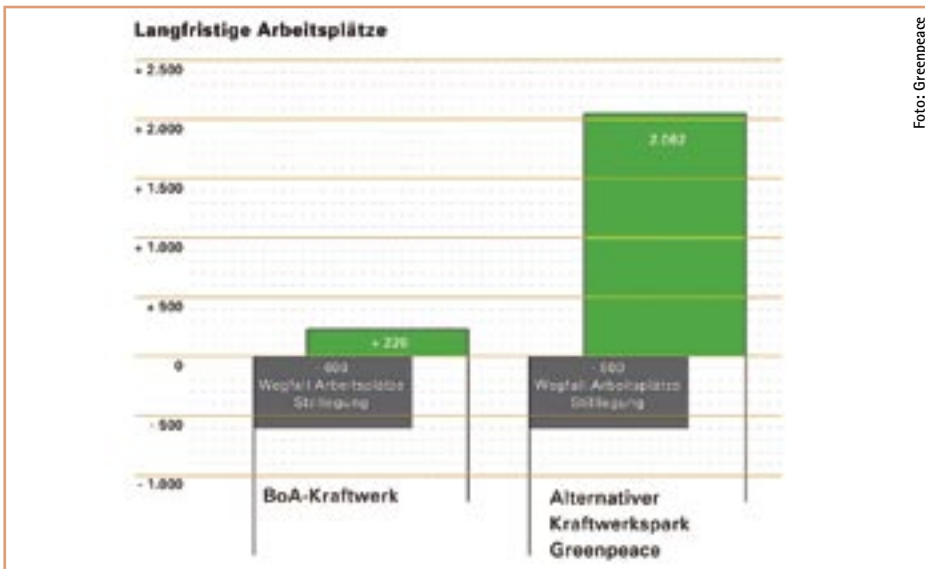 Langfristige Arbeitsplätze
Foto: Greenpeace
+ 2.500
+ 2.000
+ 1.500
+ 1.000
+ 500
0
- 500
- 1.000
Wegfall Arbeitsplätze
Stilllegung
Wegfall Arbeitsplätze
Stilllegung
BoA-Kraftwerk
Alternativer
Kraftwerkspark
Greenpeace